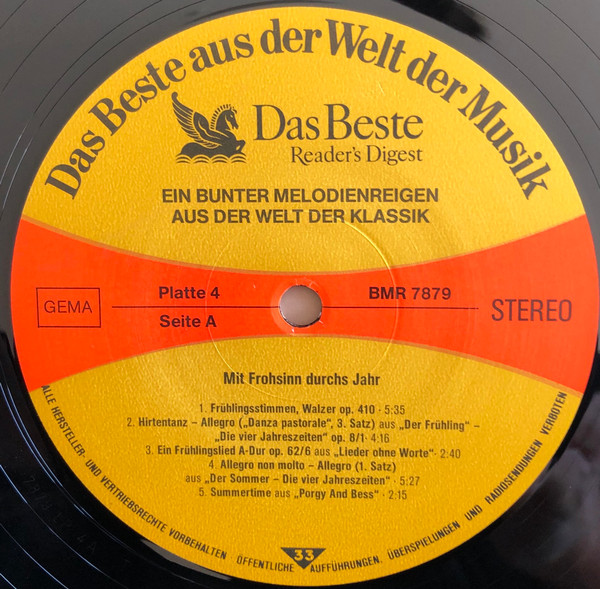 Das Beste aus der Welt der Musik
Das Beste
Reader's Digest
EIN BUNTER MELODIENREIGEN
AUS DER WELT DER KLASSIK
GEMA
Platte 4
BMR 7879
Seite A
STEREO
Mit Frohsinn durchs Jahr
1. Frühlingsstimmen, Walzer op. 410 · 5:35
2. Hirtentanz – Allegro („Danza pastorale“, 3. Satz) aus „Der Frühling“ –
„Die vier Jahreszeiten“ op. 8/1 · 4:16
3. Ein Frühlingslied A-Dur op. 62/6 aus „Lieder ohne Worte“ · 2:40
4. Allegro non molto – Allegro (1. Satz)
aus „Der Sommer – Die vier Jahreszeiten“ · 5:27
5. Summertime aus „Porgy And Bess“ · 2:15
ALLE HERSTELLER- UND VERTRIEBSRECHTE VORBEHALTEN ÖFFENTLICHE AUFFÜHRUNGEN, ÜBERSPIELUNGEN UND RADIOSENDUNGEN VERBOTEN
33